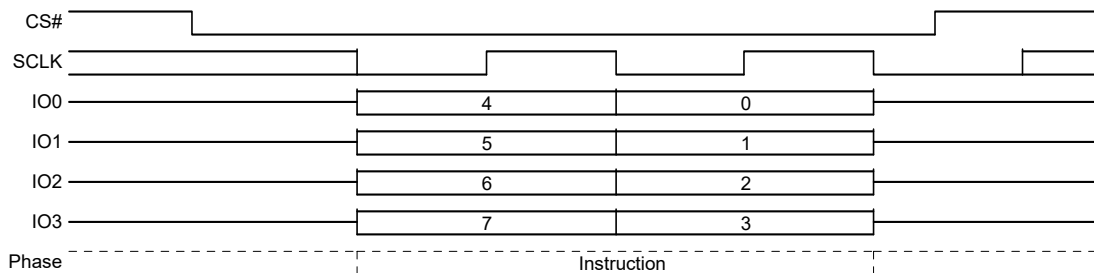 CS#
SCLK
IO0 4 0
IO1 5 1
IO2 6 2
IO3 7 3
Phase Instruction